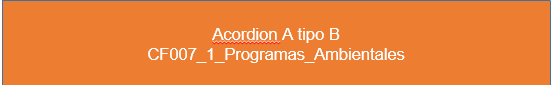 Acordion A tipo B
CF007_1_Programas_Ambientales